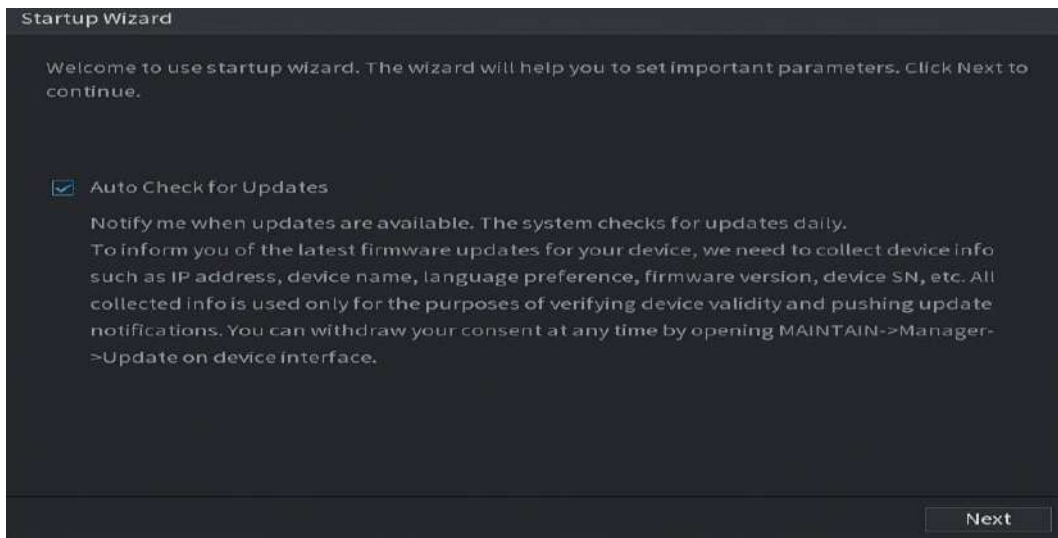 Startup Wizard
Welcome to use startup wizard. The wizard will help you to set important parameters. Click Next to
continue.
Auto Check for Updates
Notify me when updates are available. The system checks for updates daily.
To inform you of the latest firmware updates for your device, we need to collect device info
such as IP address, device name, language preference, firmware version, device SN, etc. All
collected info is used only for the purposes of verifying device validity and pushing update
notifications. You can withdraw your consent at any time by opening MAINTAIN->Manager-
>Update on device interface.
Next